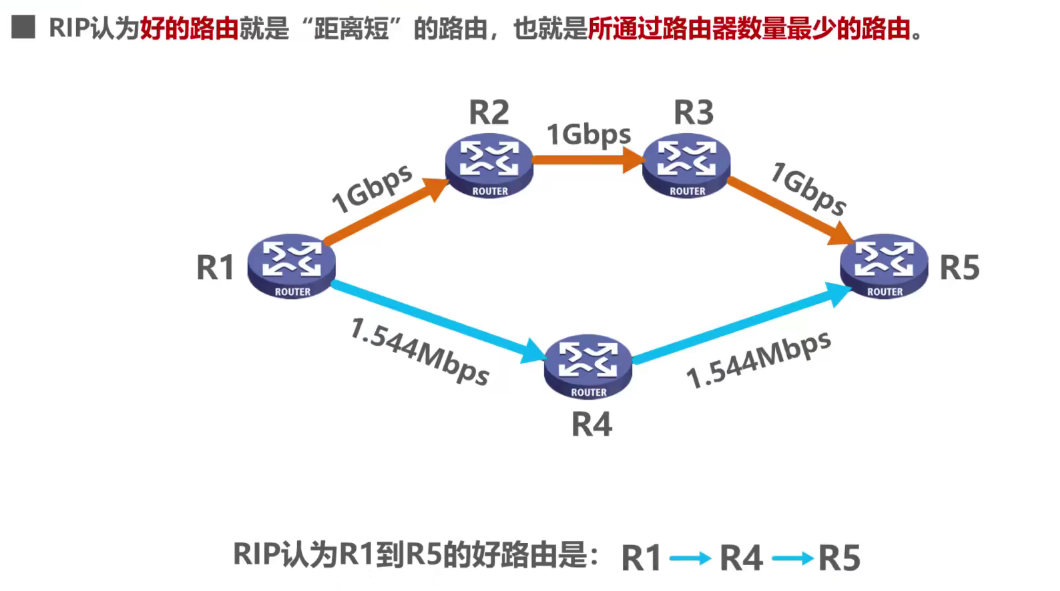 RIP认为好的路由就是“距离短”的路由，也就是所通过路由器数量最少的路由。
R2
R3
1Gbps
1Gbps
1Gbps
ROUTER
ROUTER
R1
R5
ROUTER
ROUTER
1.544Mbps
1.544Mbps
ROUTER
R4
RIP认为R1到R5的好路由是： R1 → R4 → R5